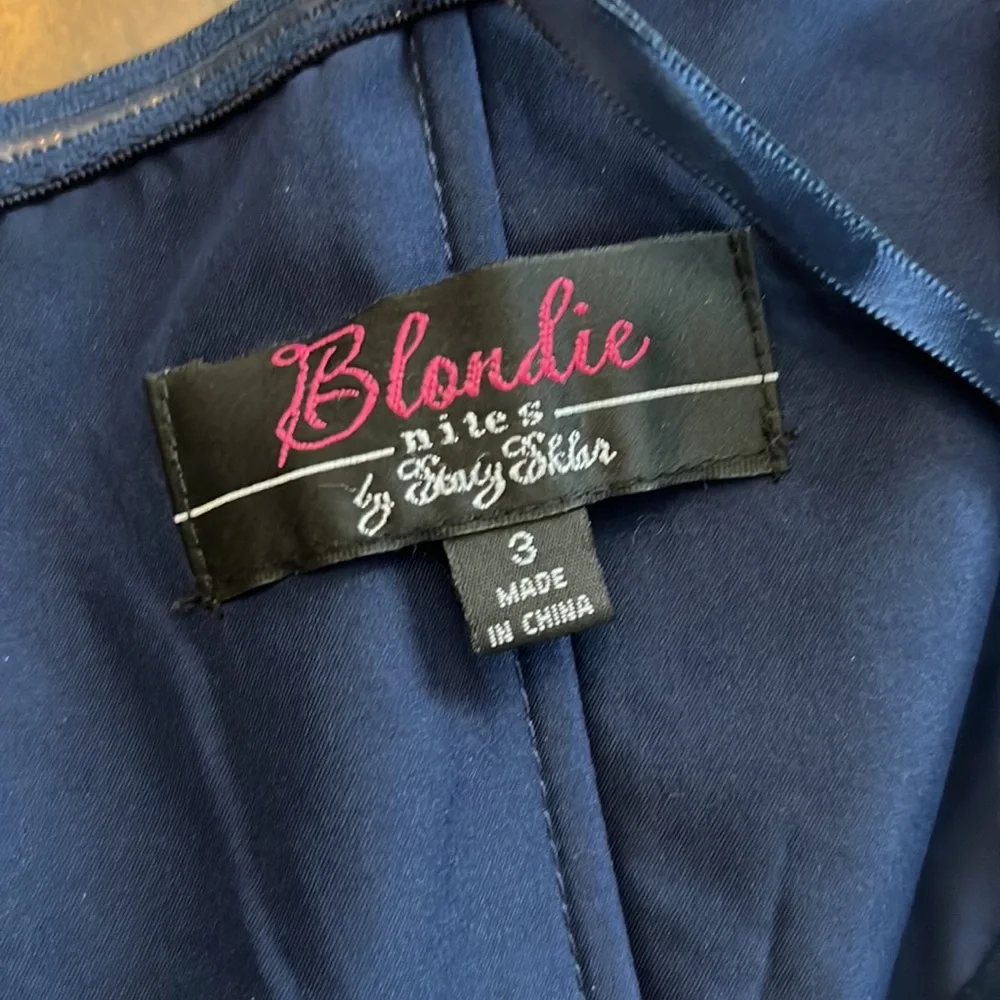 Blondie
nites
by Stacy Sklar
3
MADE
IN CHINA